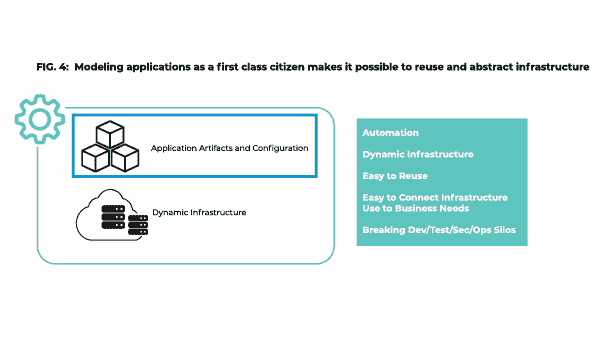 FIG. 4: Modeling applications as a first class citizen makes it possible to reuse and abstract infrastructure
Application Artifacts and Configuration
Dynamic Infrastructure
Automation
Dynamic infrastructure
Easy to Reuse
Easy to Connect Infrastructure
Use to Business Needs
Breaking Dev/Test/Sec/Ops Silos